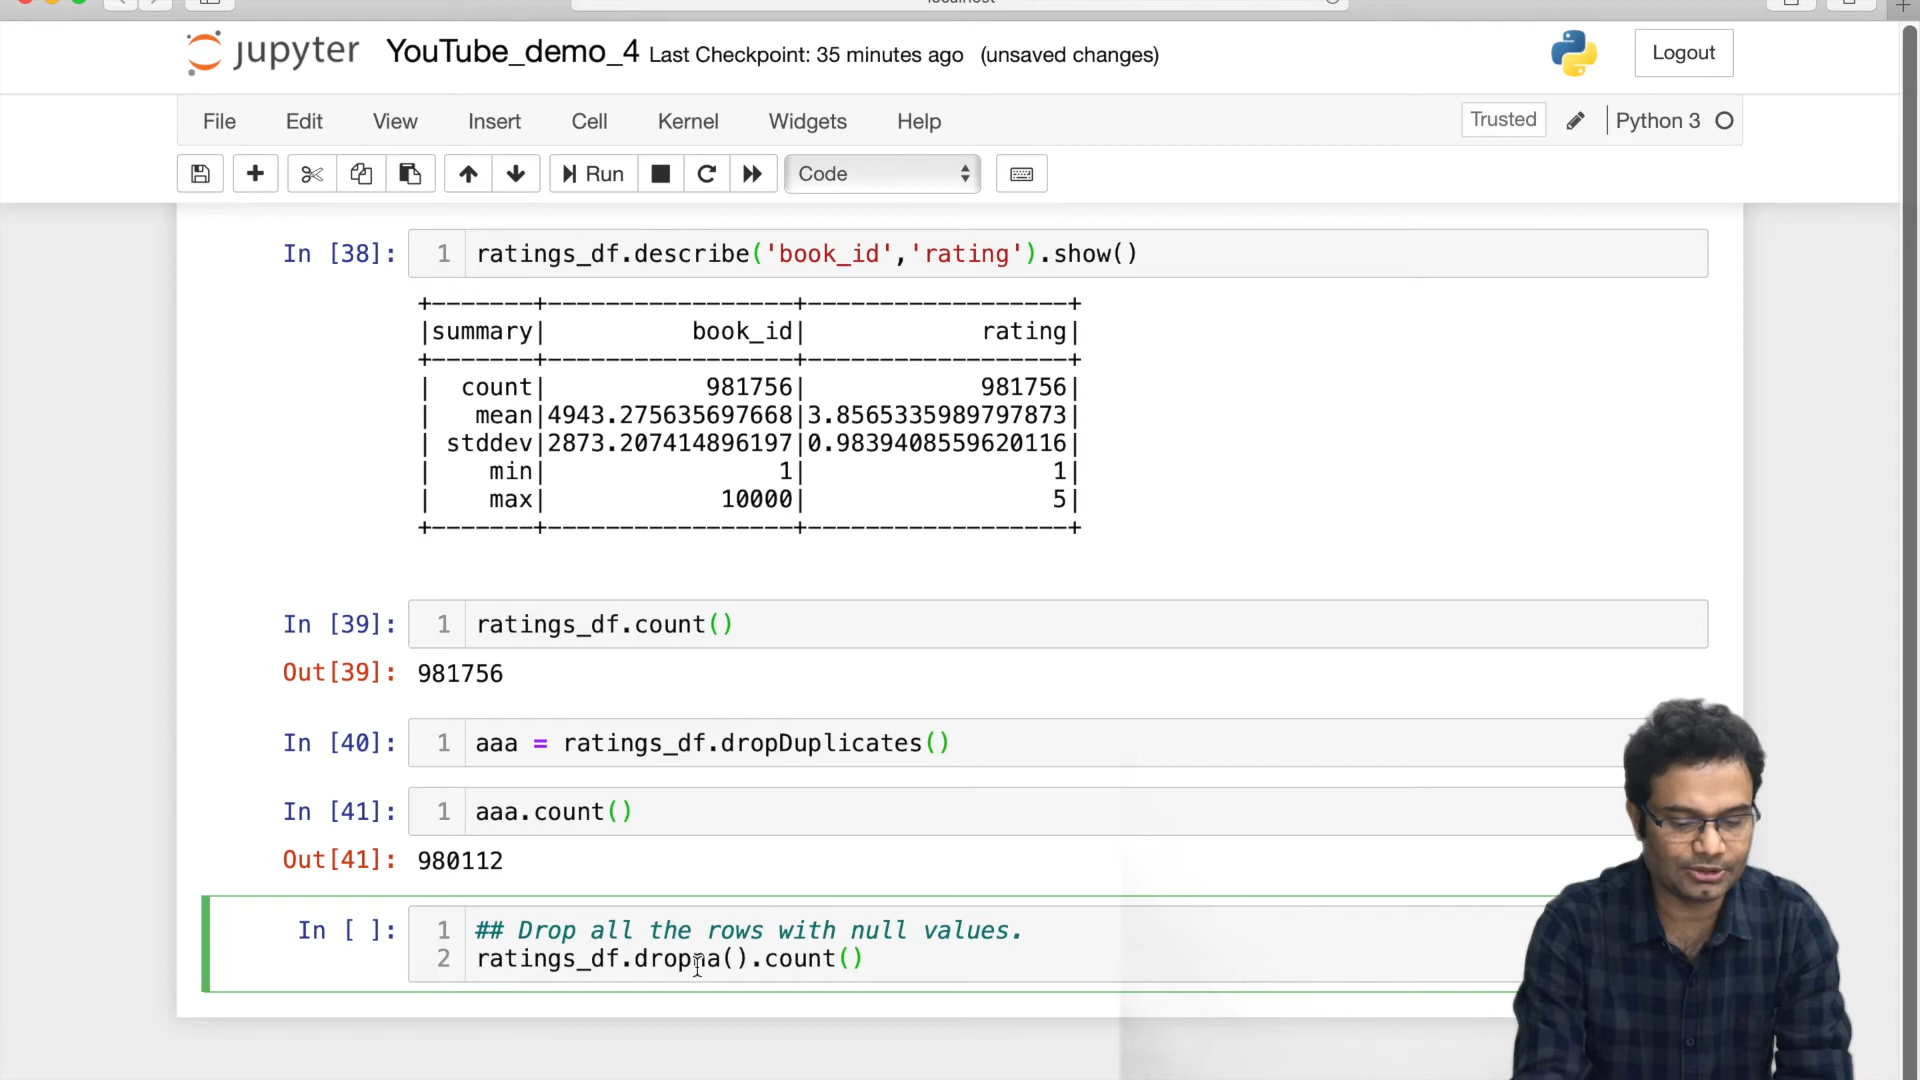 jupyter YouTube_demo_4 Last Checkpoint: 35 minutes ago (unsaved changes)
Logout
File Edit View Insert Cell Kernel Widgets Help
Trusted
Python 3
Run
Code
In [38]: 1 ratings_df.describe('book_id','rating').show()
+-------+-----------------+------------------+
|summary| book_id| rating|
+-------+-----------------+------------------+
| count| 981756| 981756|
| mean|4943.275635697668|3.8565335989797873|
| stddev|2873.207414896197|0.9839408559620116|
| min| 1| 1|
| max| 10000| 5|
+-------+-----------------+------------------+
In [39]: 1 ratings_df.count()
Out[39]: 981756
In [40]: 1 aaa = ratings_df.dropDuplicates()
In [41]: 1 aaa.count()
Out[41]: 980112
In [ ]: 1 ## Drop all the rows with null values.
2 ratings_df.dropna().count()